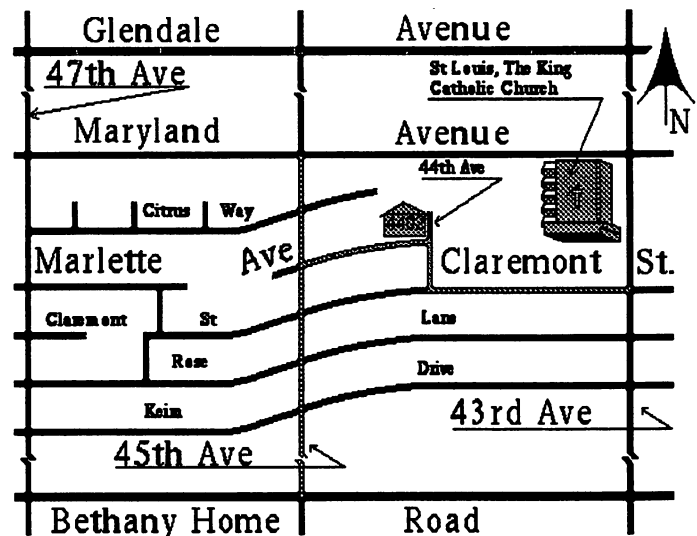 Glendale Avenue
47th Ave
St Louis, The King
Catholic Church
N
Maryland Avenue
44th Ave
Citrus Way
Marlette Ave
Claremont St.
Claremont St
Lane
Rose
Drive
Keim
43rd Ave
45th Ave
Bethany Home Road